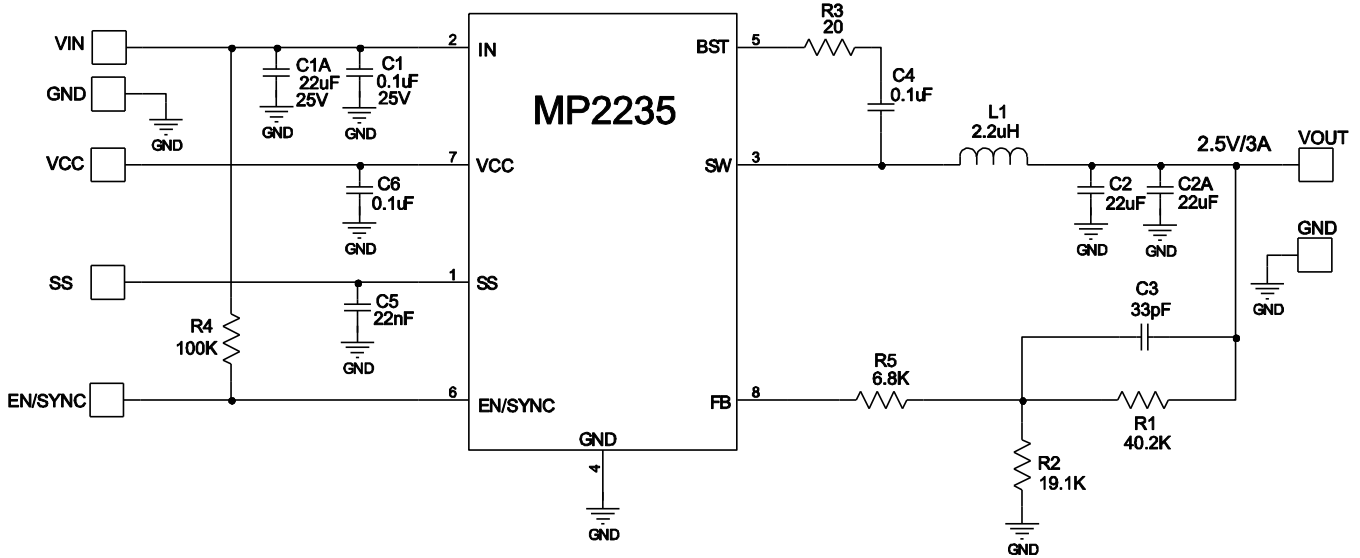 VIN
GND
VCC
SS
EN/SYNC
GND
C1A
22uF
25V
GND
C1
0.1uF
25V
GND
C6
0.1uF
GND
C5
22nF
GND
R4
100K
2
7
1
6
IN
VCC
SS
EN/SYNC
MP2235
BST
SW
FB
GND
4
GND
5
3
8
R3
20
C4
0.1uF
L1
2.2uH
C2
22uF
GND
C2A
22uF
GND
2.5V/3A
VOUT
GND
GND
C3
33pF
R5
6.8K
R1
40.2K
R2
19.1K
GND